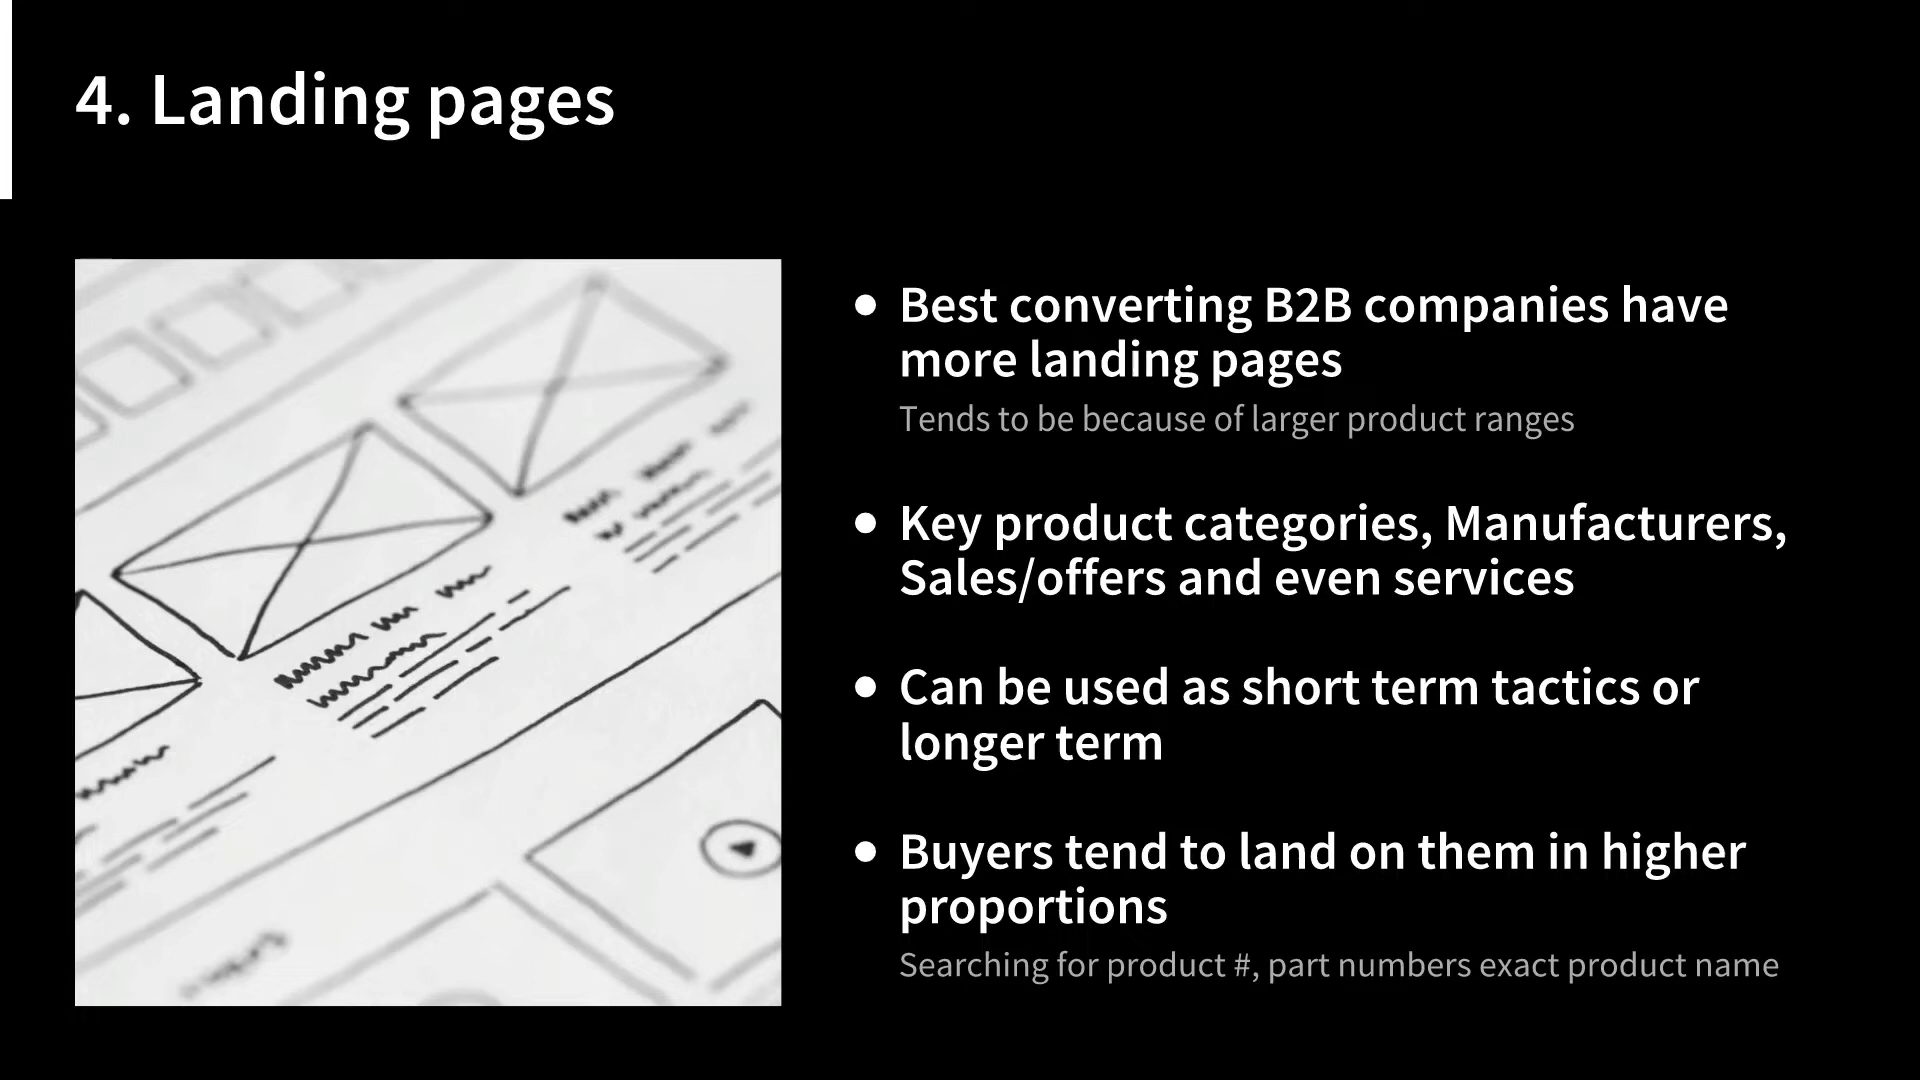 4. Landing pages
● Best converting B2B companies have
more landing pages
Tends to be because of larger product ranges
● Key product categories, Manufacturers,
Sales/offers and even services
● Can be used as short term tactics or
longer term
● Buyers tend to land on them in higher
proportions
Searching for product #, part numbers exact product name